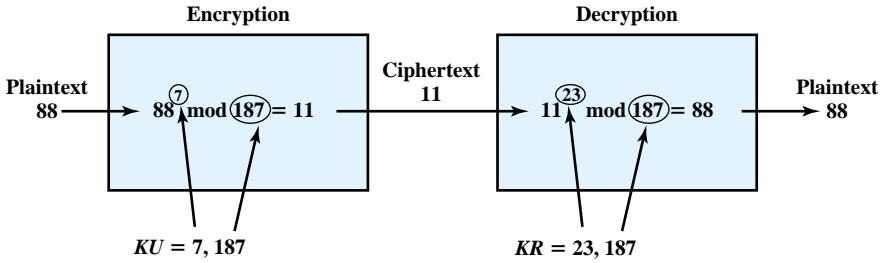 Encryption
Decryption
Plaintext
88
88^7 mod 187 = 11
Ciphertext
11
11^23 mod 187 = 88
Plaintext
88
KU = 7, 187
KR = 23, 187